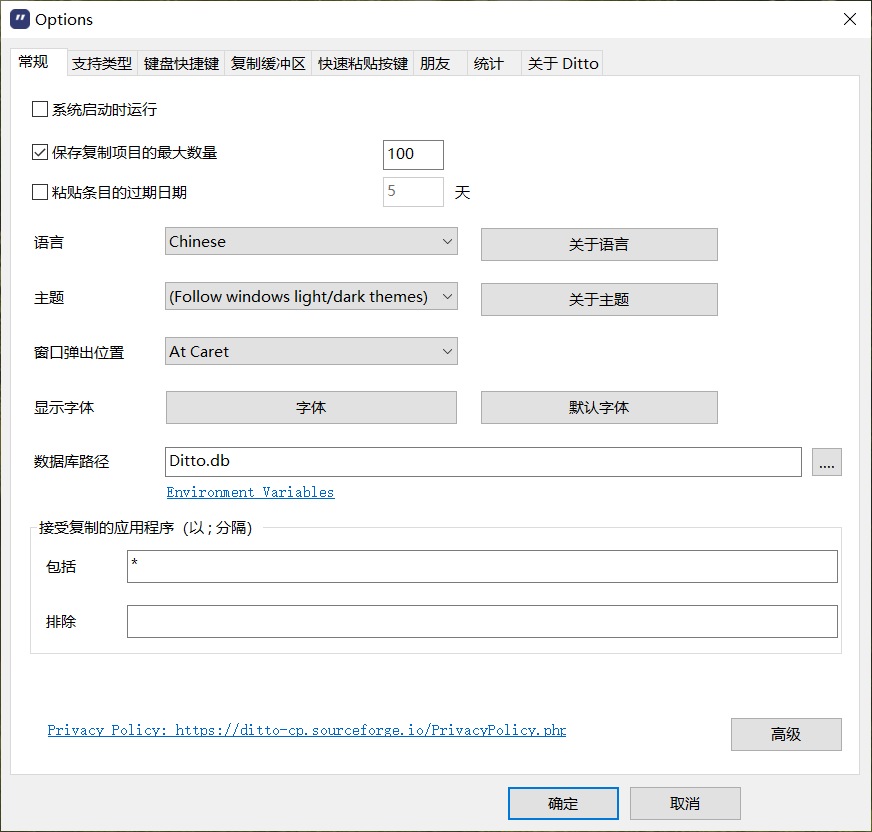 Options
常规 支持类型 键盘快捷键 复制缓冲区 快速粘贴按键 朋友 统计 关于 Ditto
系统启动时运行
保存复制项目的最大数量 100
粘贴条目的过期日期 5 天
语言 Chinese 关于语言
主题 (Follow windows light/dark themes) 关于主题
窗口弹出位置 At Caret
显示字体 字体 默认字体
数据库路径 Ditto.db ....
Environment Variables
接受复制的应用程序（以 ; 分隔）
包括 *
排除
Privacy Policy: https://ditto-cp.sourceforge.io/PrivacyPolicy.php
高级
确定 取消